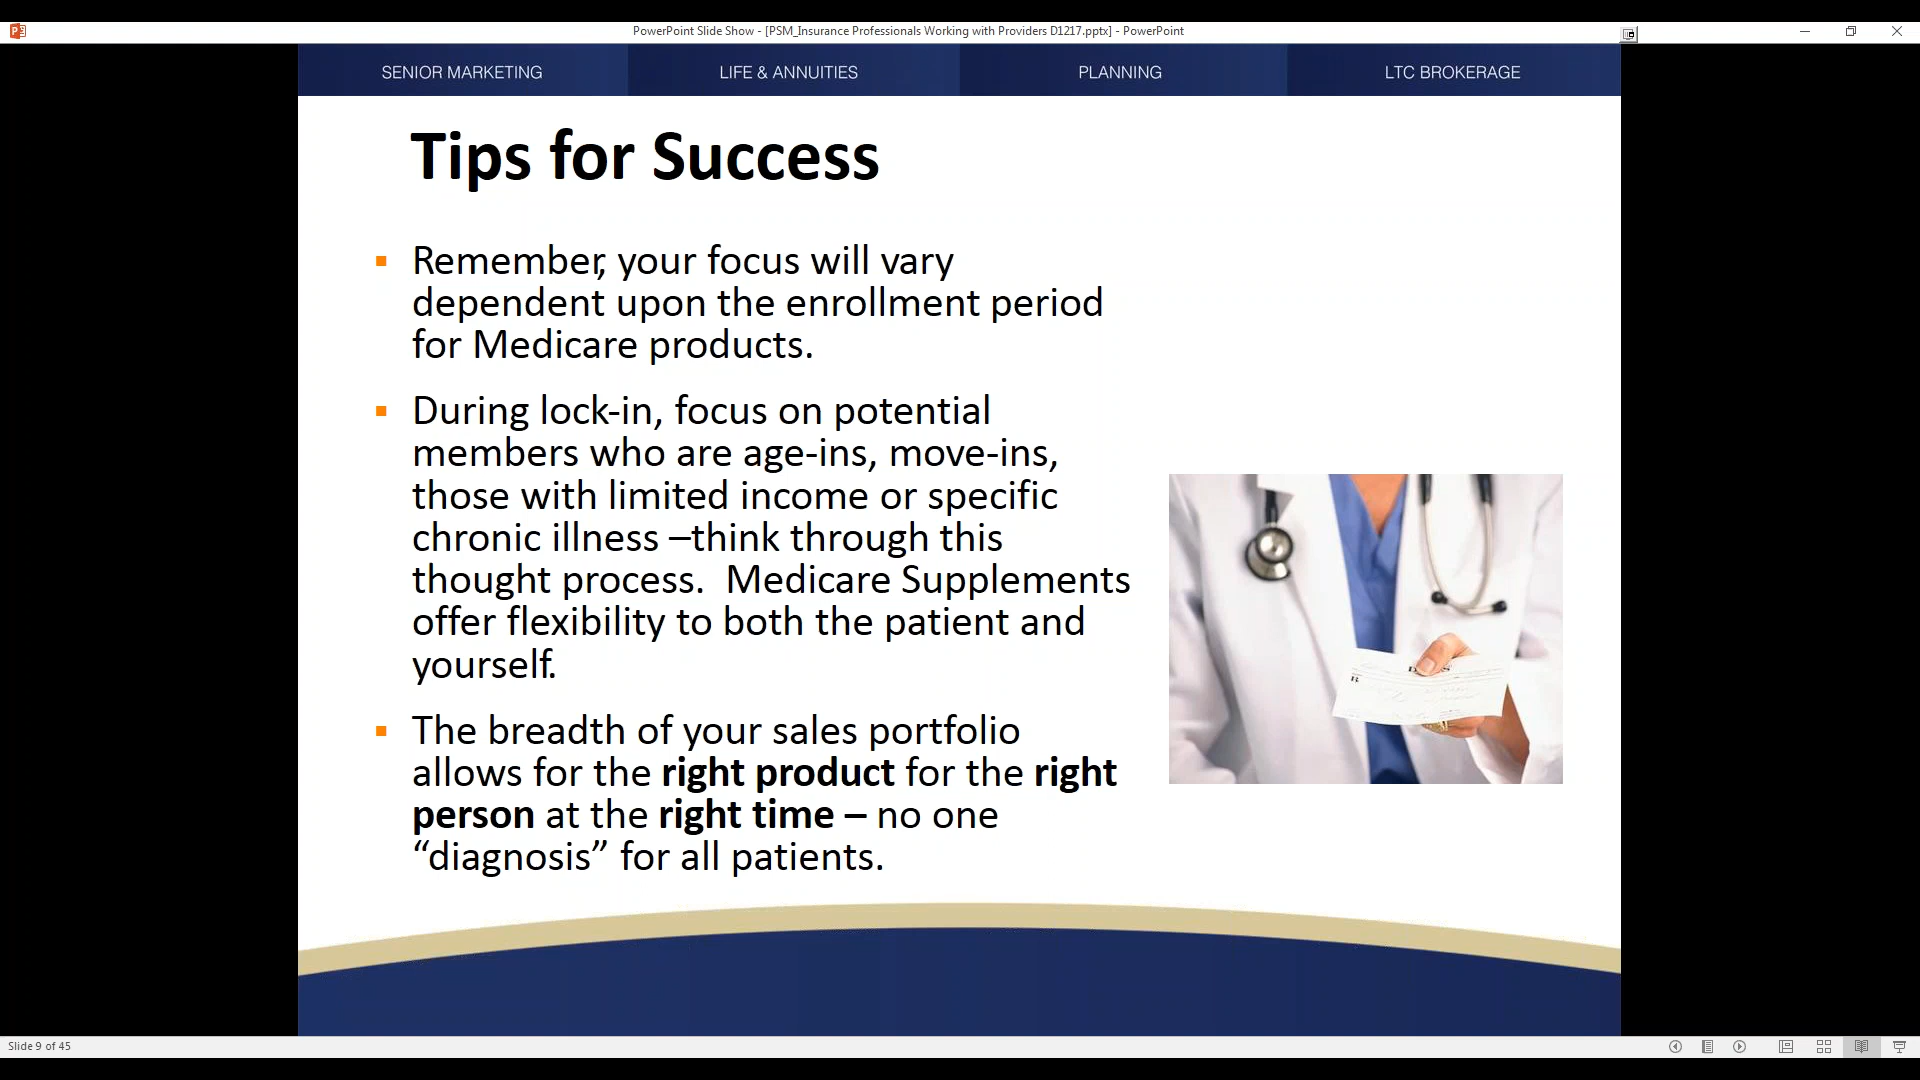 PowerPoint Slide Show - [PSM_Insurance Professionals Working with Providers D1217.pptx] - PowerPoint
SENIOR MARKETING
LIFE & ANNUITIES
PLANNING
LTC BROKERAGE
Tips for Success
▪ Remember, your focus will vary
dependent upon the enrollment period
for Medicare products.
▪ During lock-in, focus on potential
members who are age-ins, move-ins,
those with limited income or specific
chronic illness –think through this
thought process.  Medicare Supplements
offer flexibility to both the patient and
yourself.
▪ The breadth of your sales portfolio
allows for the right product for the right
person at the right time – no one
“diagnosis” for all patients.
Slide 9 of 45